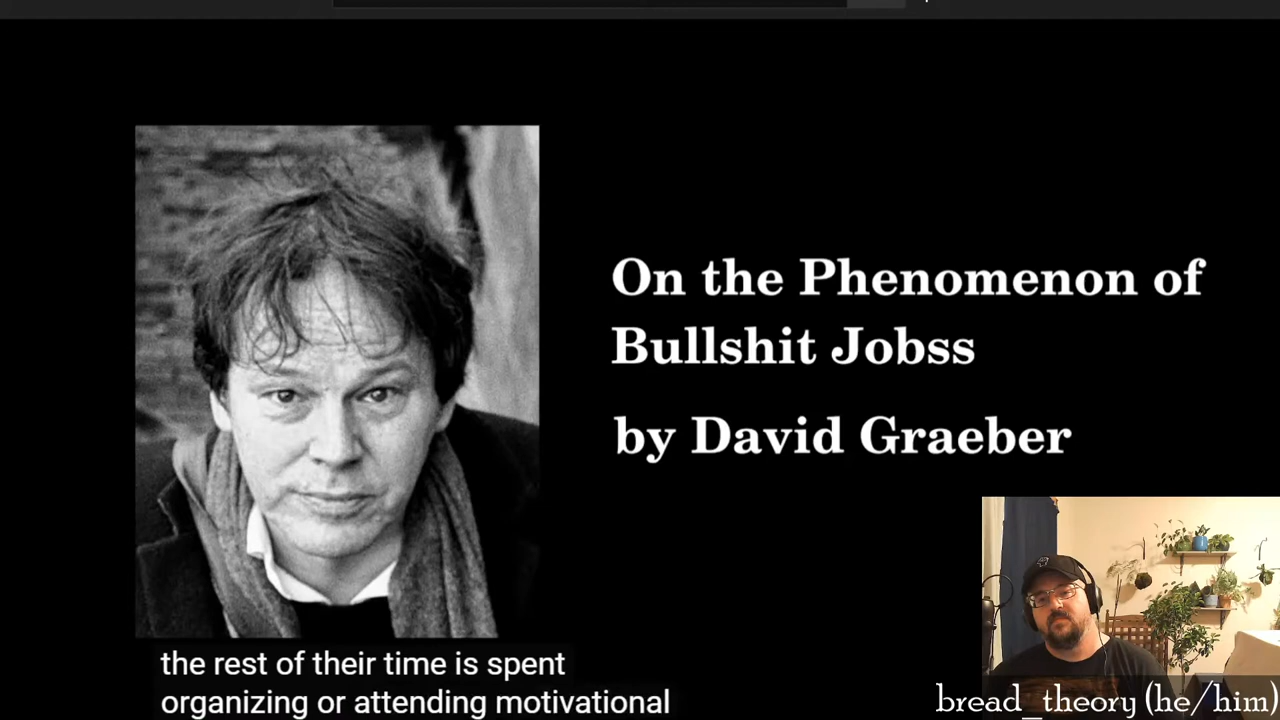 On the Phenomenon of
Bullshit Jobss
by David Graeber
the rest of their time is spent
organizing or attending motivational
bread_theory (he/him)